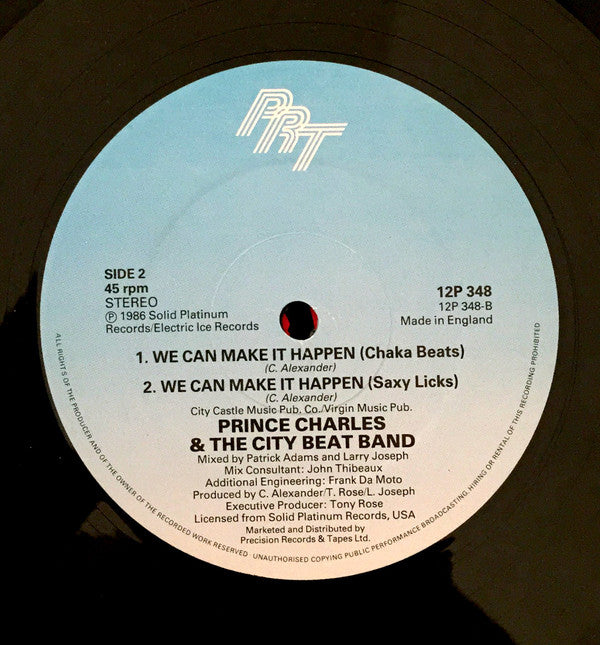 PRT
SIDE 2
45 rpm
STEREO
℗ 1986 Solid Platinum
Records/Electric Ice Records
12P 348
12P 348-B
Made in England
1. WE CAN MAKE IT HAPPEN (Chaka Beats)
(C. Alexander)
2. WE CAN MAKE IT HAPPEN (Saxy Licks)
(C. Alexander)
City Castle Music Pub. Co./Virgin Music Pub.
PRINCE CHARLES
& THE CITY BEAT BAND
Mixed by Patrick Adams and Larry Joseph
Mix Consultant: John Thibeaux
Additional Engineering: Frank Da Moto
Produced by C. Alexander/T. Rose/L. Joseph
Executive Producer: Tony Rose
Licensed from Solid Platinum Records, USA
Marketed and Distributed by
Precision Records & Tapes Ltd.
ALL RIGHTS OF THE PRODUCER AND OF THE OWNER OF THE RECORDED WORK RESERVED · UNAUTHORISED COPYING PUBLIC PERFORMANCE BROADCASTING, HIRING OR RENTAL OF THIS RECORDING PROHIBITED